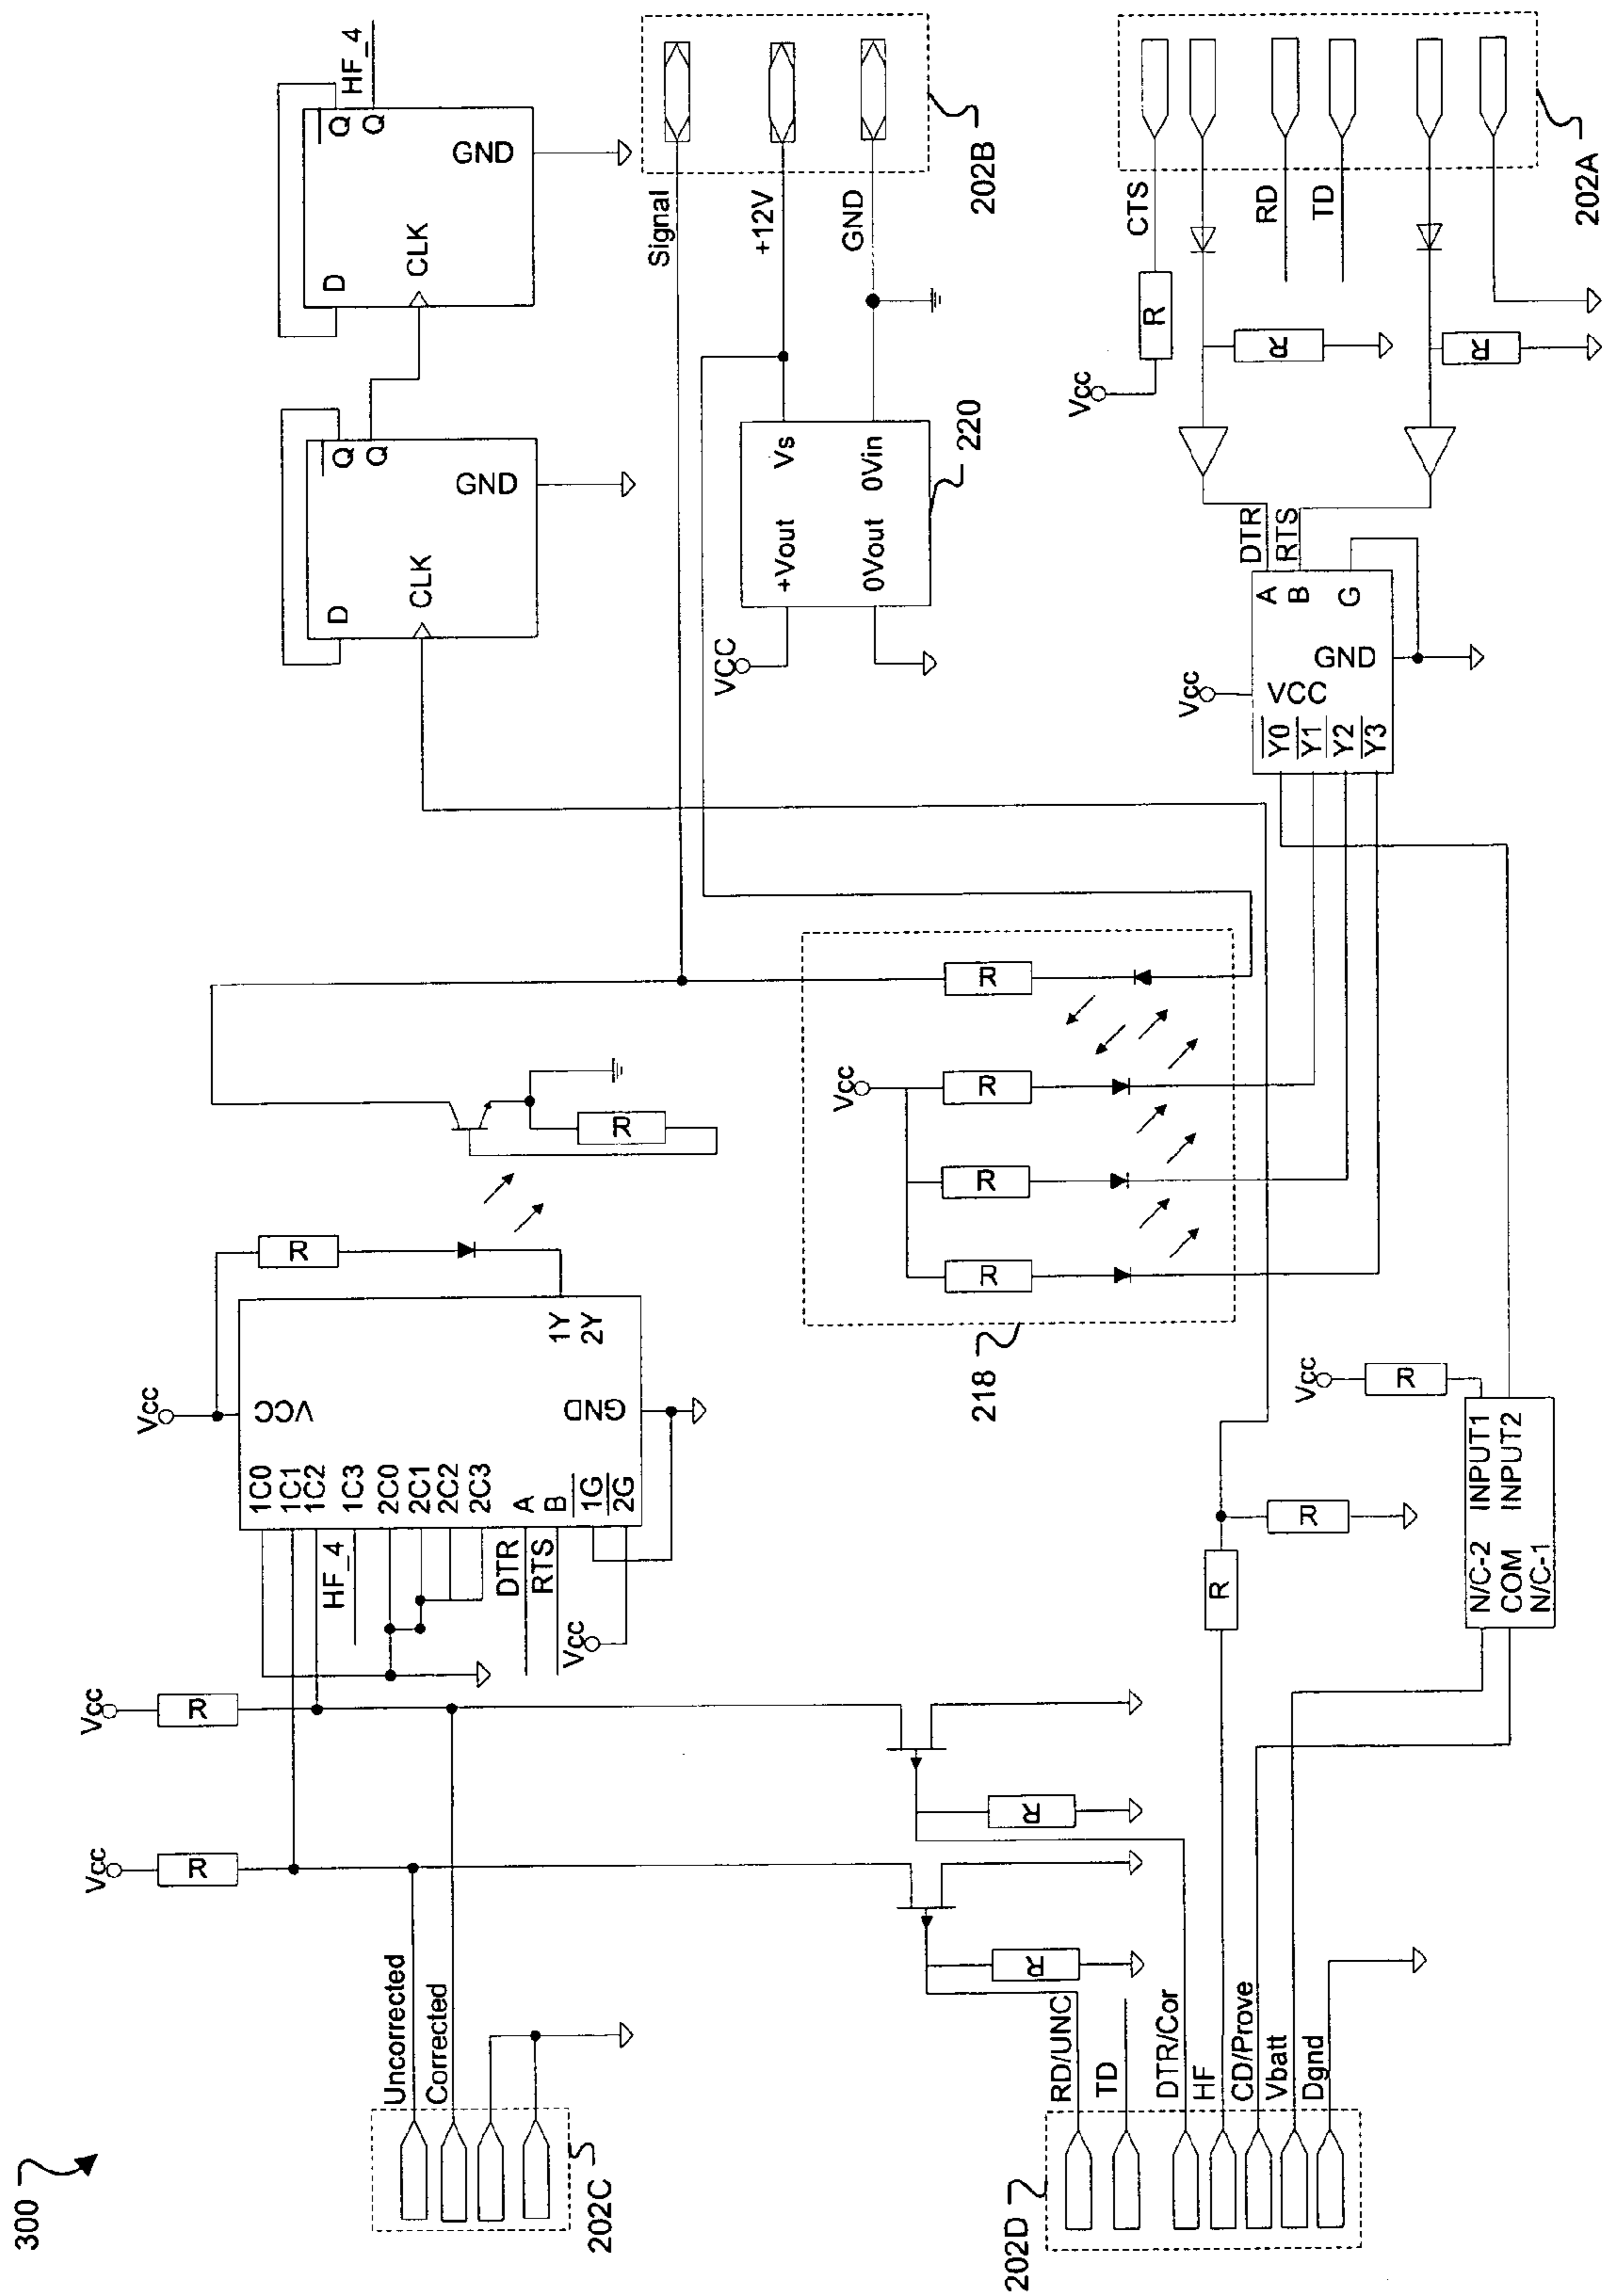 300
202C
Uncorrected
Corrected
202D
RD/UNC
TD
DTR/Cor
HF
CD/Prove
Vbatt
Dgnd
Vcc
R
Vcc
R
R
R
Vcc
VCC
1C0
1C1
1C2
1C3
2C0
2C1
2C2
2C3
A
B
1G
2G
1Y
2Y
GND
HF_4
DTR
RTS
Vcc
R
R
R
R
N/C-2
COM
N/C-1
INPUT1
INPUT2
Vcc
R
218
Vcc
R
R
R
R
D
Q
Q
CLK
GND
D
Q
Q
CLK
GND
HF_4
VCC
+Vout
0Vout
Vs
0Vin
220
Signal
+12V
GND
202B
Vcc
VCC
GND
Y0
Y1
Y2
Y3
A
B
G
DTR
RTS
Vcc
R
R
R
CTS
RD
TD
202A